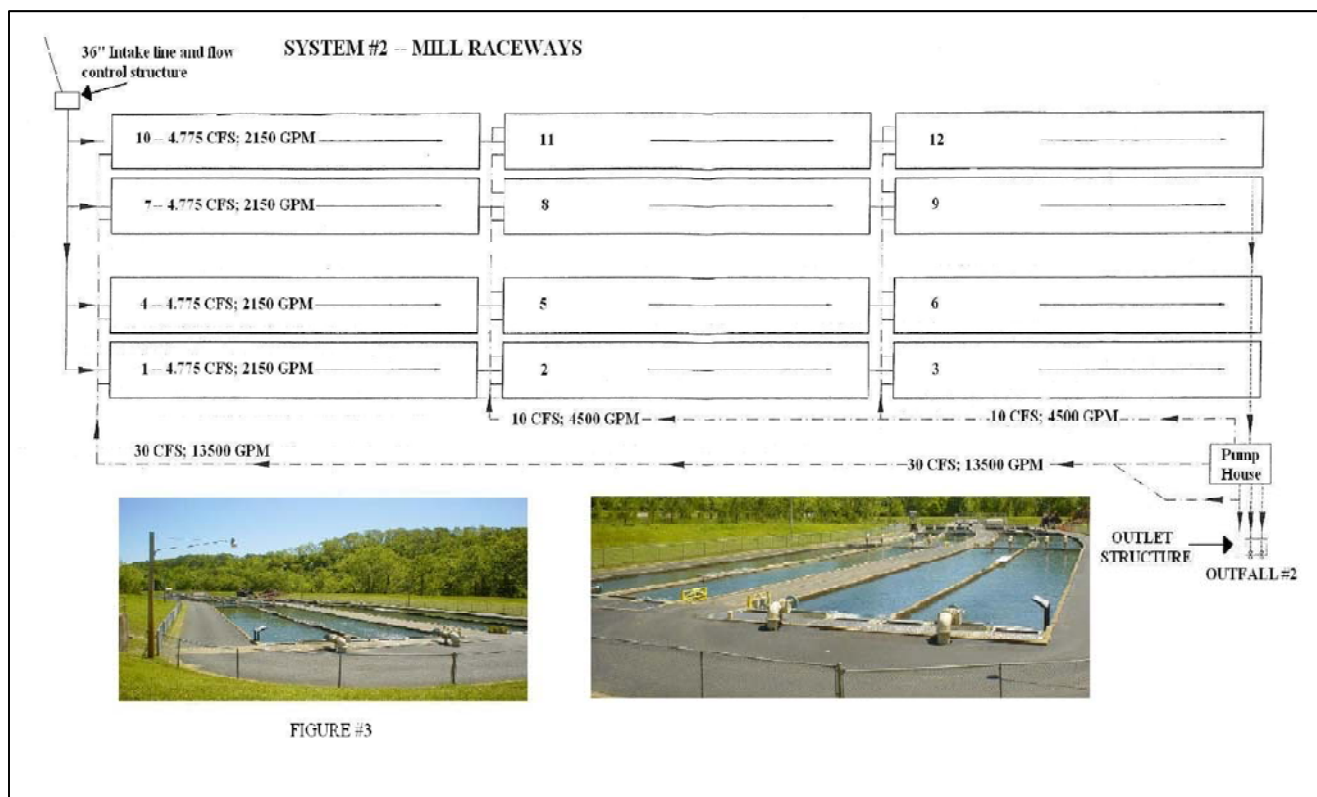 SYSTEM #2 – MILL RACEWAYS
36" Intake line and flow
control structure
10 – 4.775 CFS; 2150 GPM
11
12
7 – 4.775 CFS; 2150 GPM
8
9
4 – 4.775 CFS; 2150 GPM
5
6
1 – 4.775 CFS; 2150 GPM
2
3
10 CFS; 4500 GPM
10 CFS; 4500 GPM
30 CFS; 13500 GPM
30 CFS; 13500 GPM
Pump
House
OUTLET
STRUCTURE
OUTFALL #2
FIGURE #3